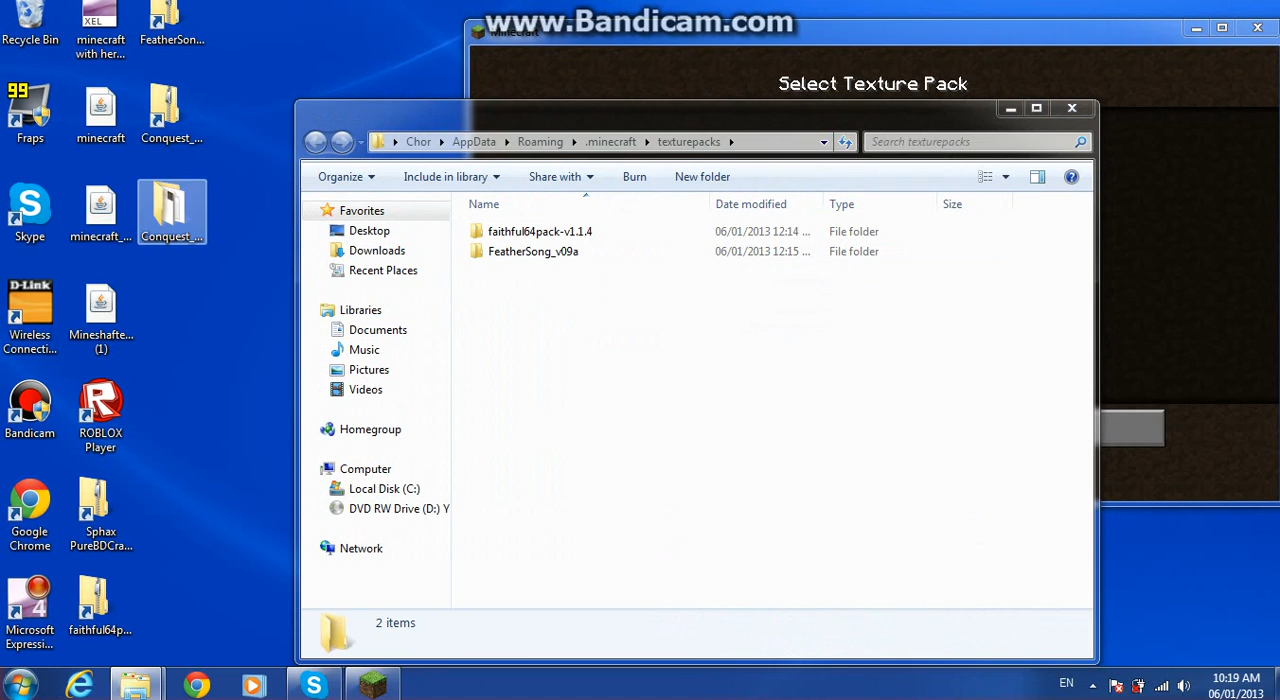 www.Bandicam.com
Minecraft
Select Texture Pack
Recycle Bin
XEL
minecraft
with her...
FeatherSon...
99
Fraps
minecraft
Conquest_...
Skype
minecraft_...
Conquest_...
D-Link
Wireless
Connecti...
Mineshafte...
(1)
Bandicam
ROBLOX
Player
Google
Chrome
Sphax
PureBDCra...
4
Microsoft
Expressi...
faithful64p...
Chor
AppData
Roaming
.minecraft
texturepacks
Search texturepacks
Organize
Include in library
Share with
Burn
New folder
Name
Date modified
Type
Size
faithful64pack-v1.1.4
06/01/2013 12:14 ...
File folder
FeatherSong_v09a
06/01/2013 12:15 ...
File folder
Favorites
Desktop
Downloads
Recent Places
Libraries
Documents
Music
Pictures
Videos
Homegroup
Computer
Local Disk (C:)
DVD RW Drive (D:) Y
Network
2 items
EN
10:19 AM
06/01/2013